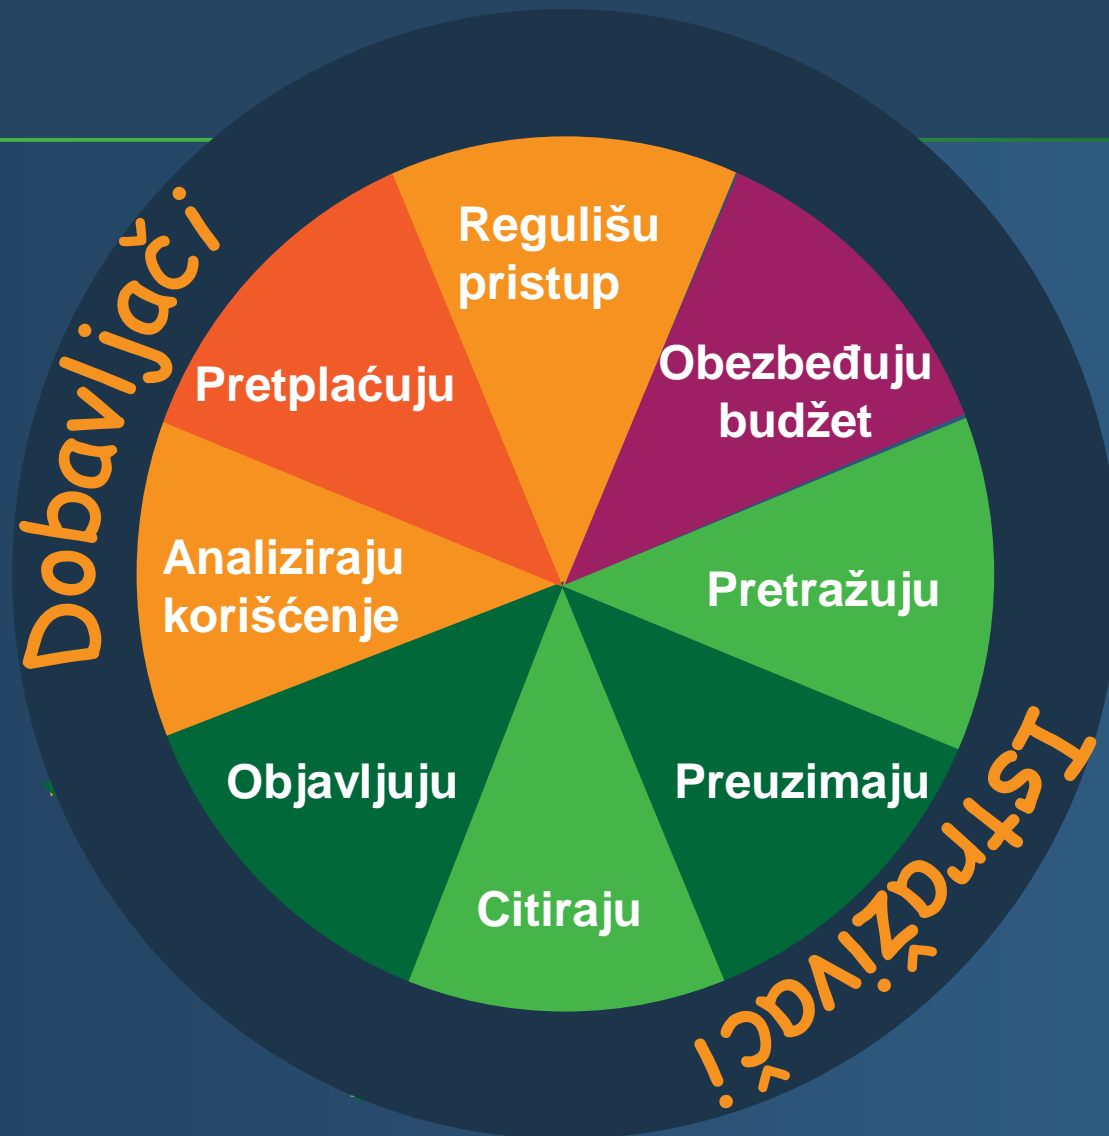 Dobavljači
Regulišu
pristup
Obezbeđuju
budžet
Pretplaćuju
Analiziraju
korišćenje
Pretražuju
Objavljuju
Preuzimaju
Citiraju
Istraživači